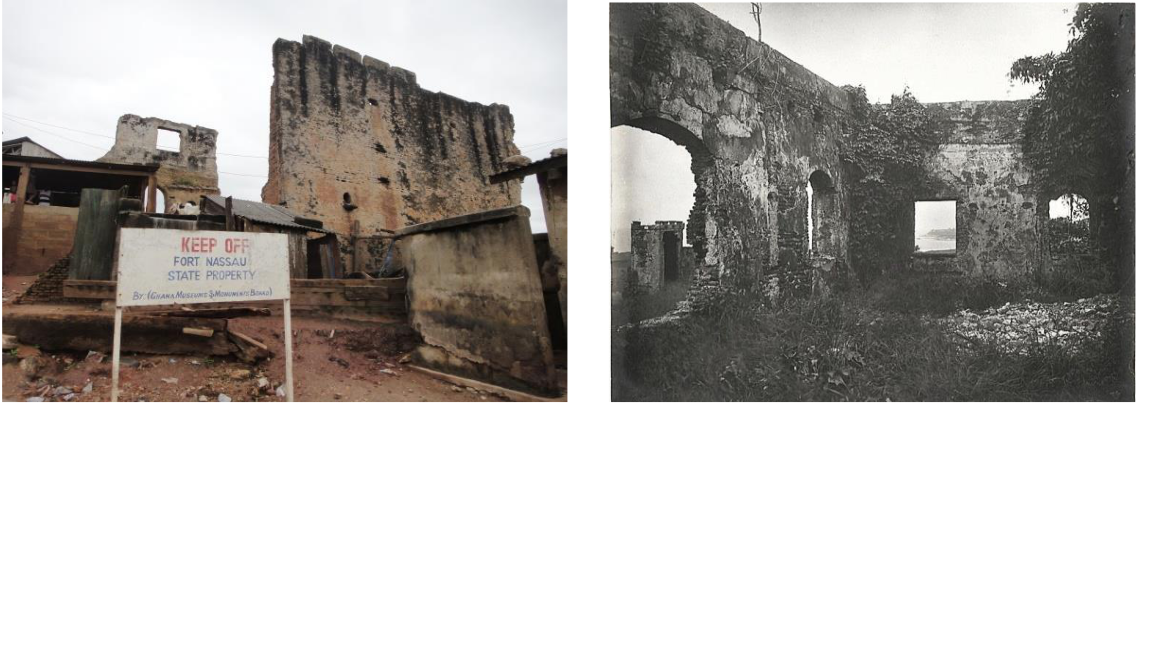 KEEP OFF
FORT NASSAU
STATE PROPERTY
BY: (GHANA MUSEUMS & MONUMENTS BOARD)